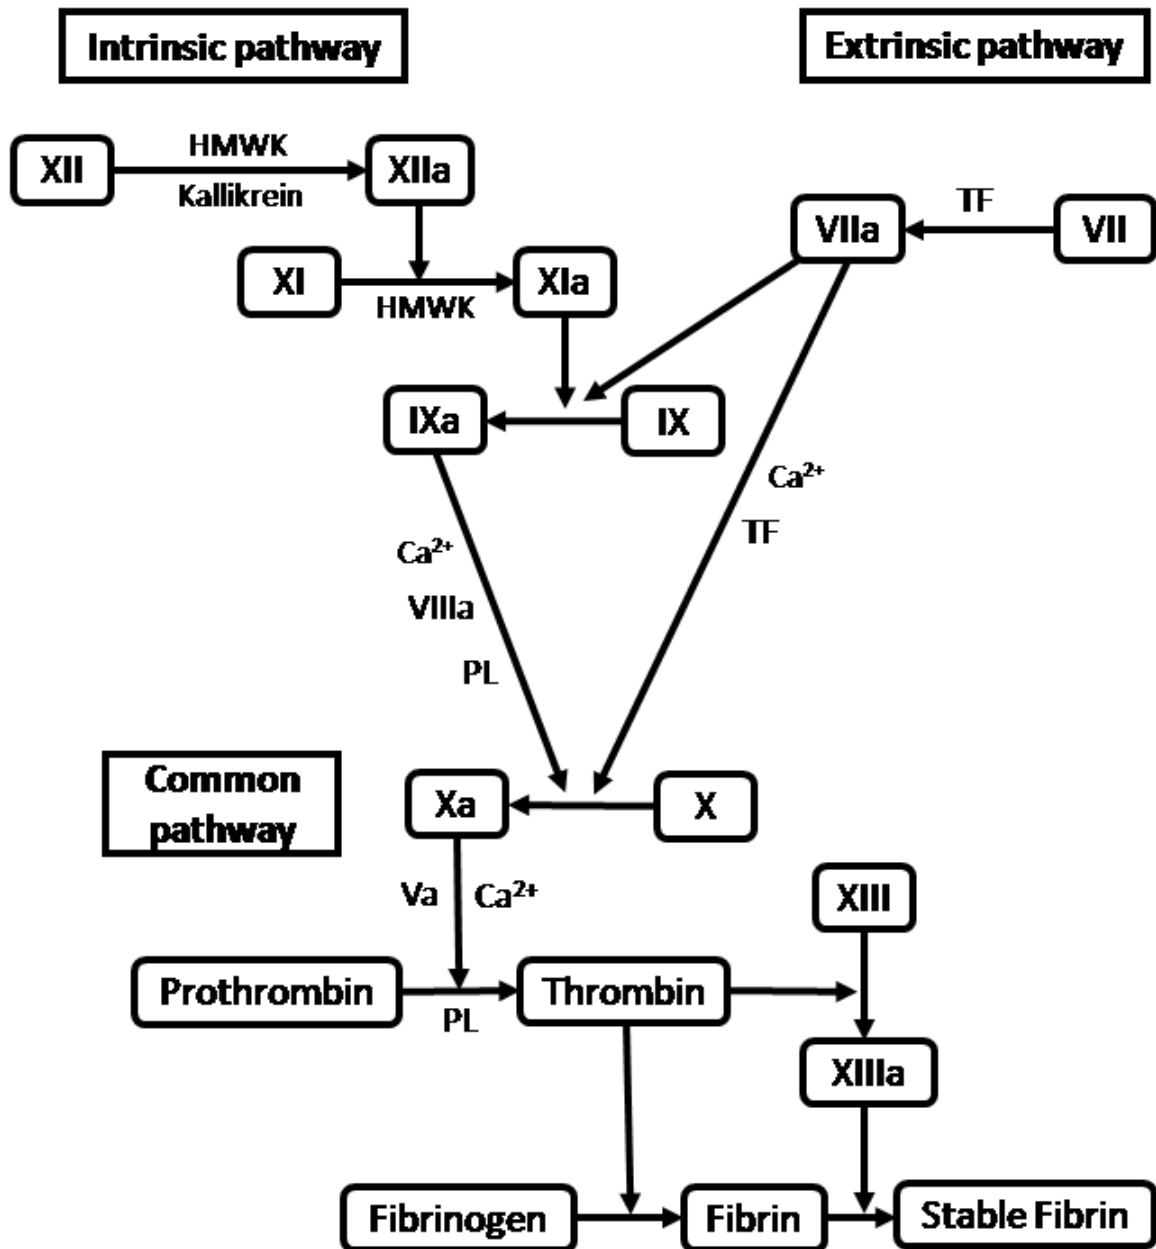 Intrinsic pathway
Extrinsic pathway
HMWK
XII
XIIa
Kallikrein
TF
VIIa
VII
XI
XIa
HMWK
IXa
IX
Ca²⁺
TF
Ca²⁺
VIIIa
PL
Common
pathway
Xa
X
Va
Ca²⁺
XIII
Prothrombin
Thrombin
PL
XIIIa
Fibrinogen
Fibrin
Stable Fibrin